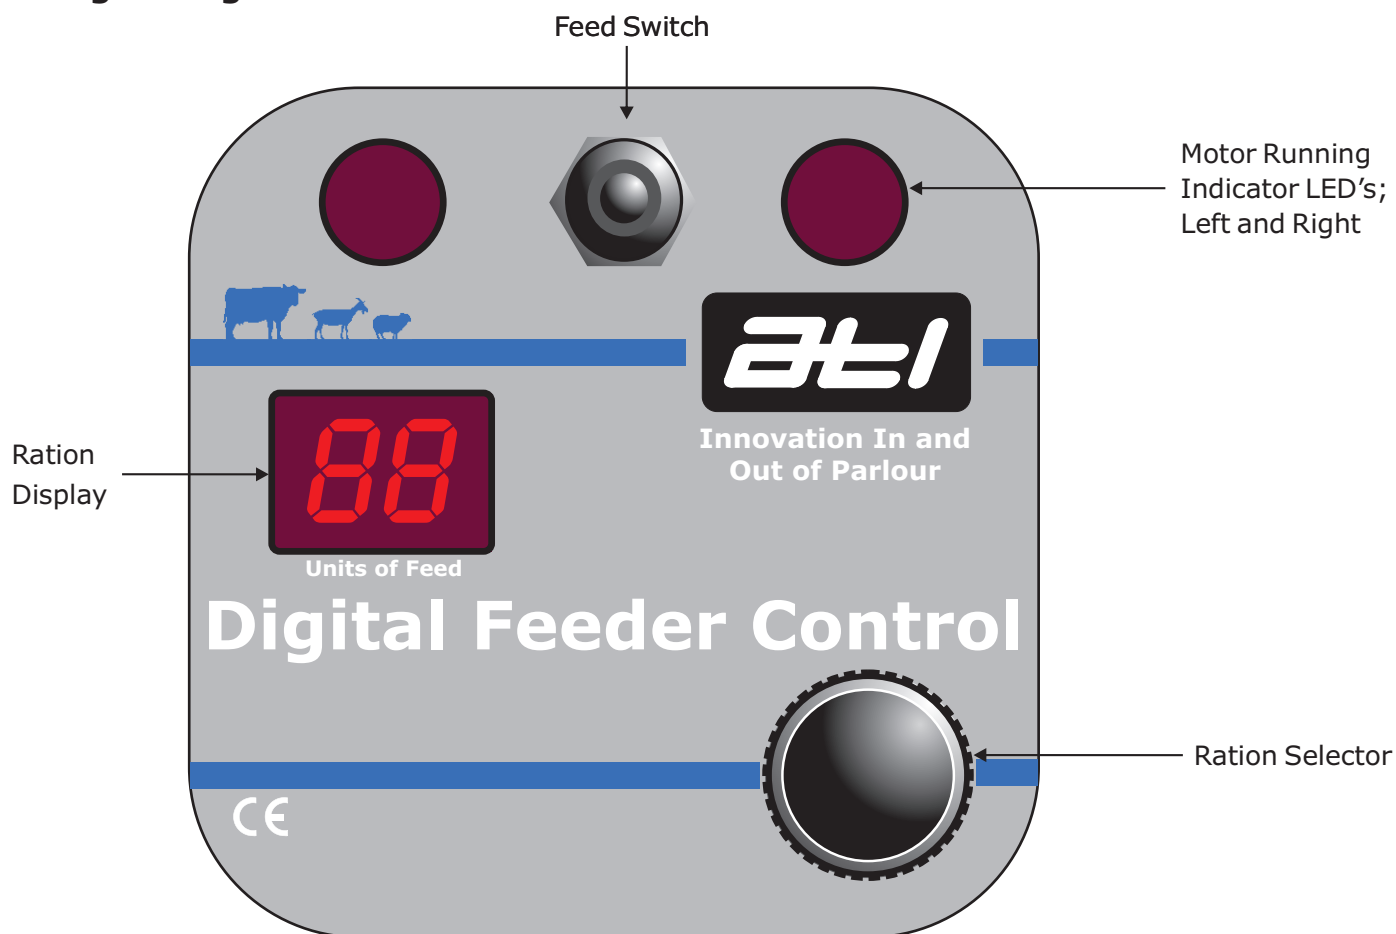 Feed Switch
Motor Running
Indicator LED’s;
Left and Right
atl
Innovation In and
Out of Parlour
Ration
Display
88
Units of Feed
Digital Feeder Control
Ration Selector
CE